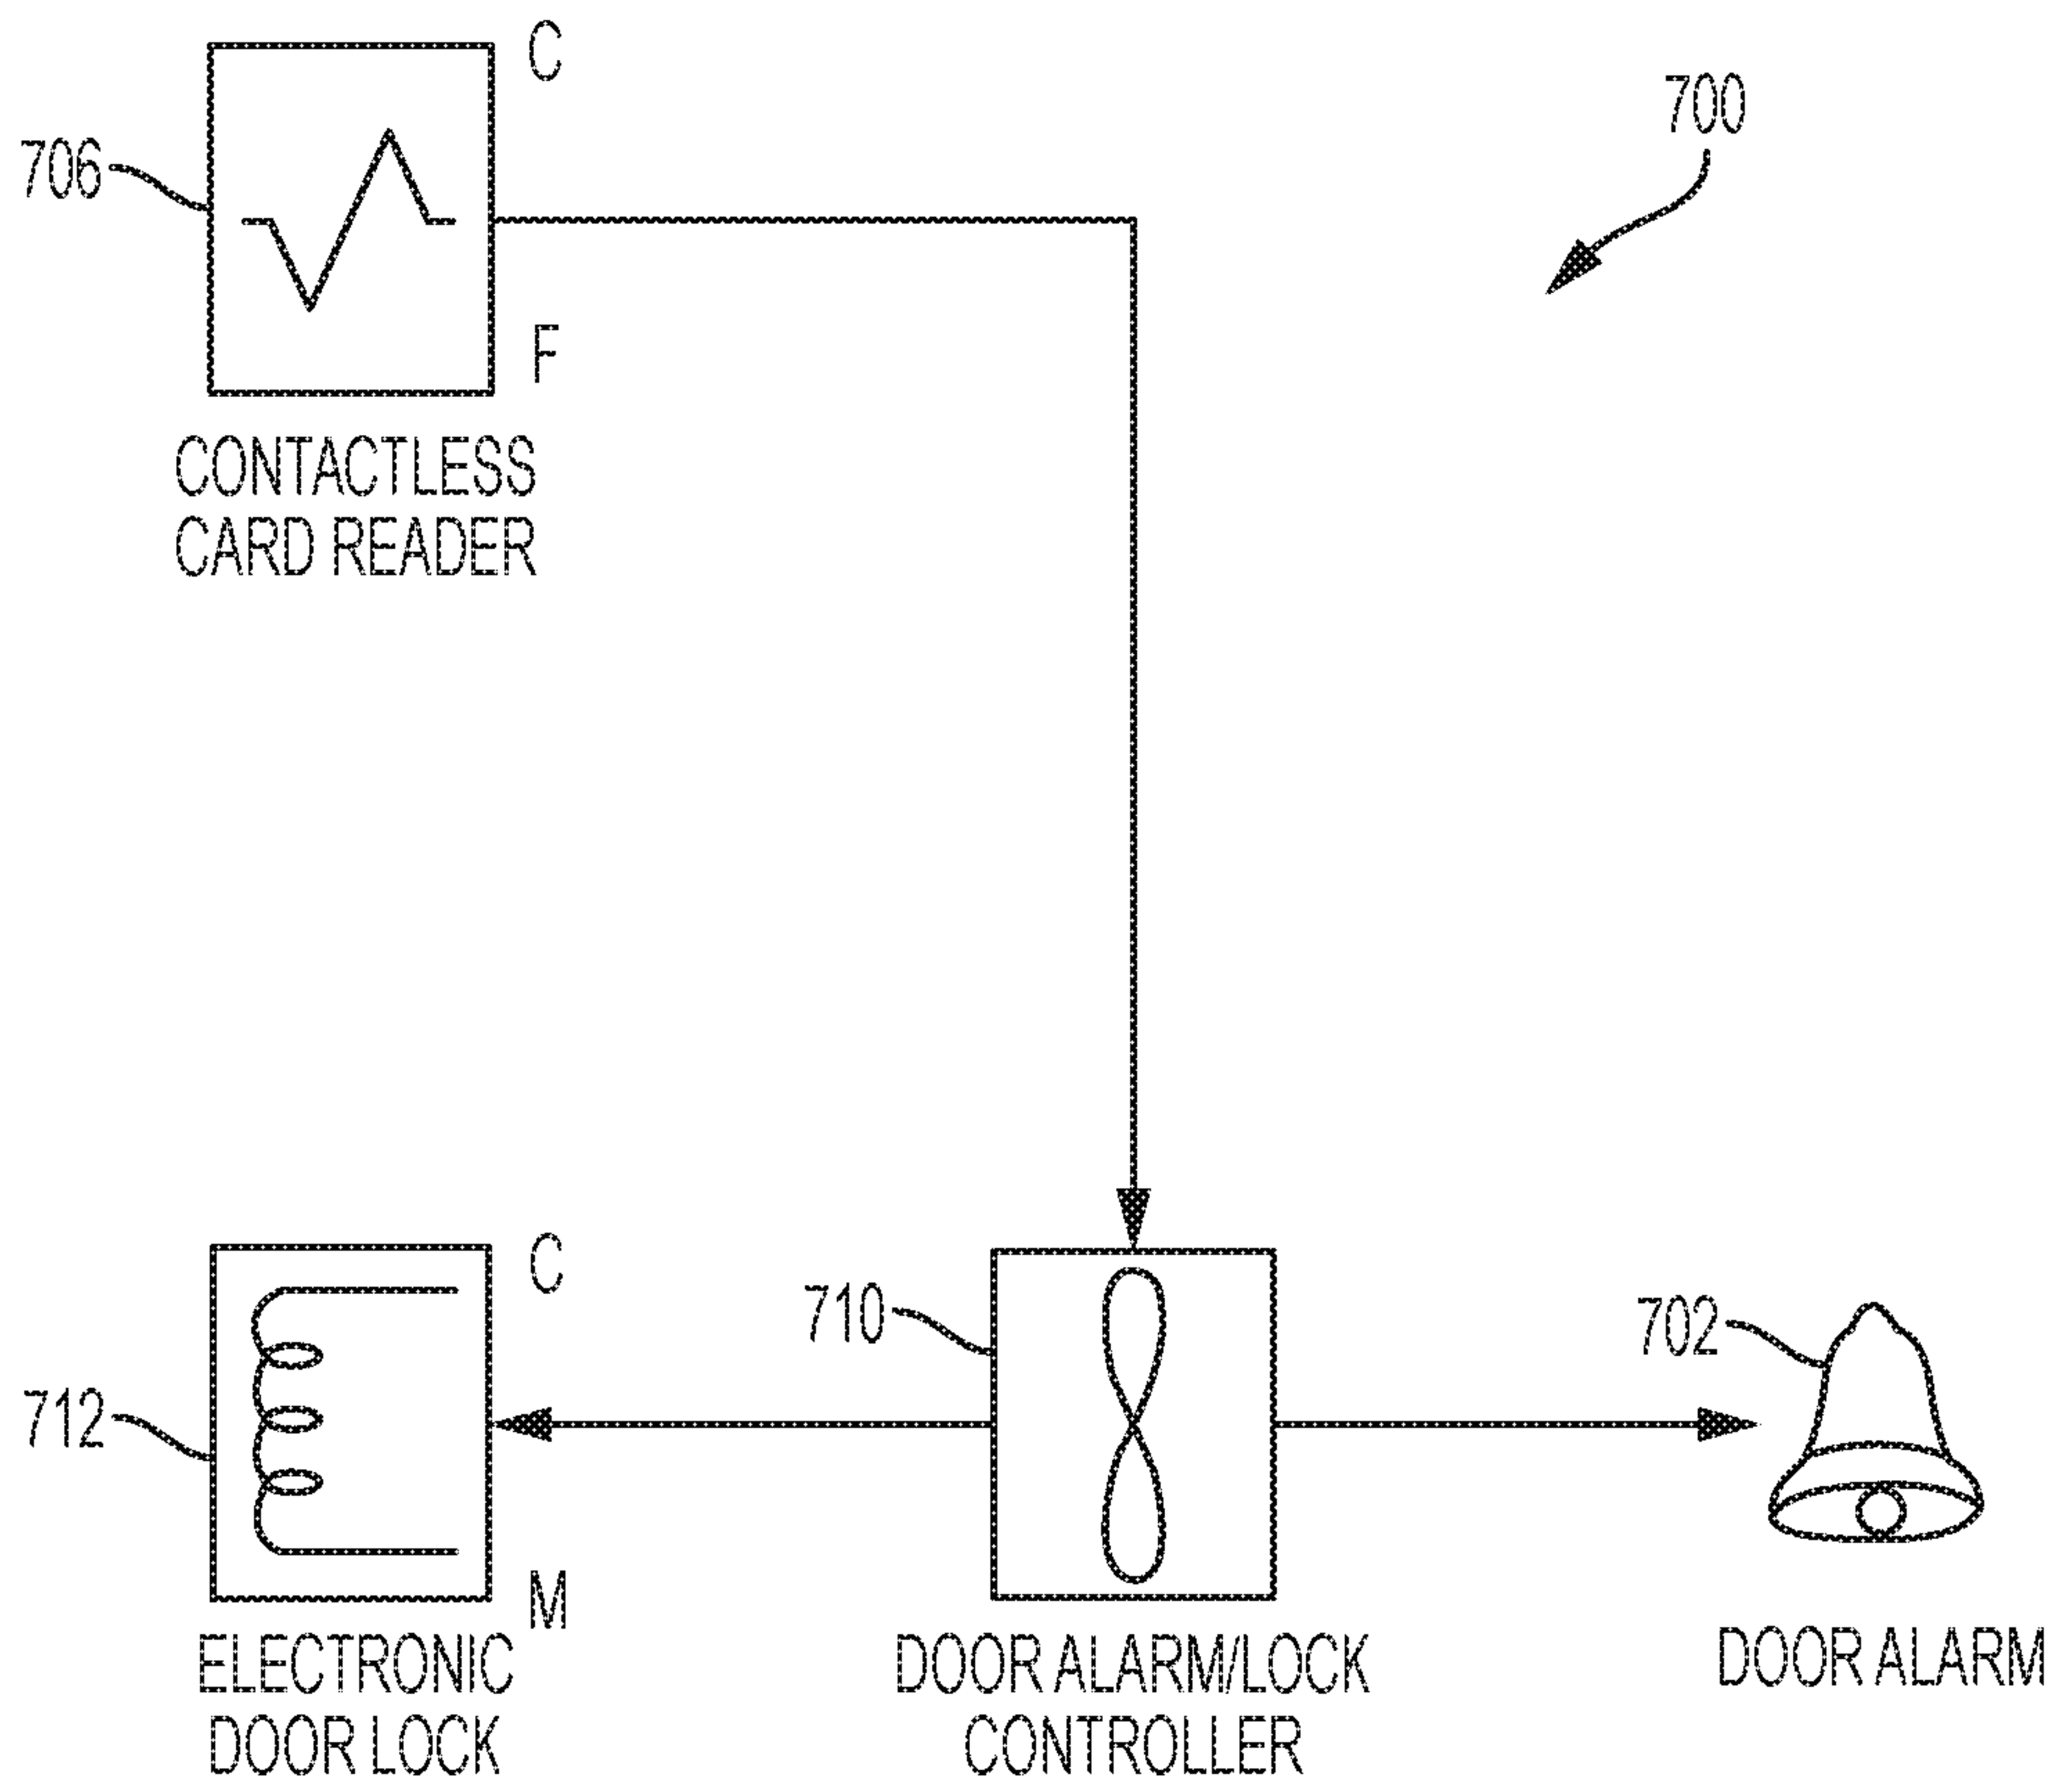 C
700
706
F
CONTACTLESS
CARD READER
C
710
702
712
M
ELECTRONIC
DOOR LOCK
DOOR ALARM/LOCK
CONTROLLER
DOOR ALARM